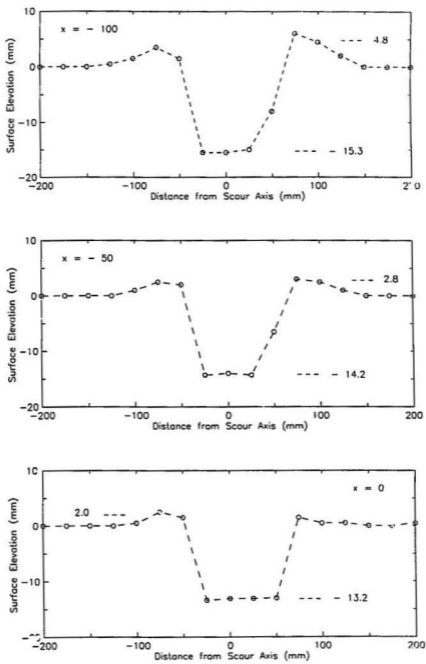 10
x = - 100
4.8
0
Surface Elevation (mm)
-10
15.3
-20
-200 -100 0 100
Distance from Scour Axis (mm)
10
x = - 50
2.8
0
Surface Elevation (mm)
-10
14.2
-20
-200 -100 0 100 200
Distance from Scour Axis (mm)
x = 0
2.0
0
Surface Elevation (mm)
-10
13.2
-200 -100 0 100 200
Distance from Scour Axis (mm)